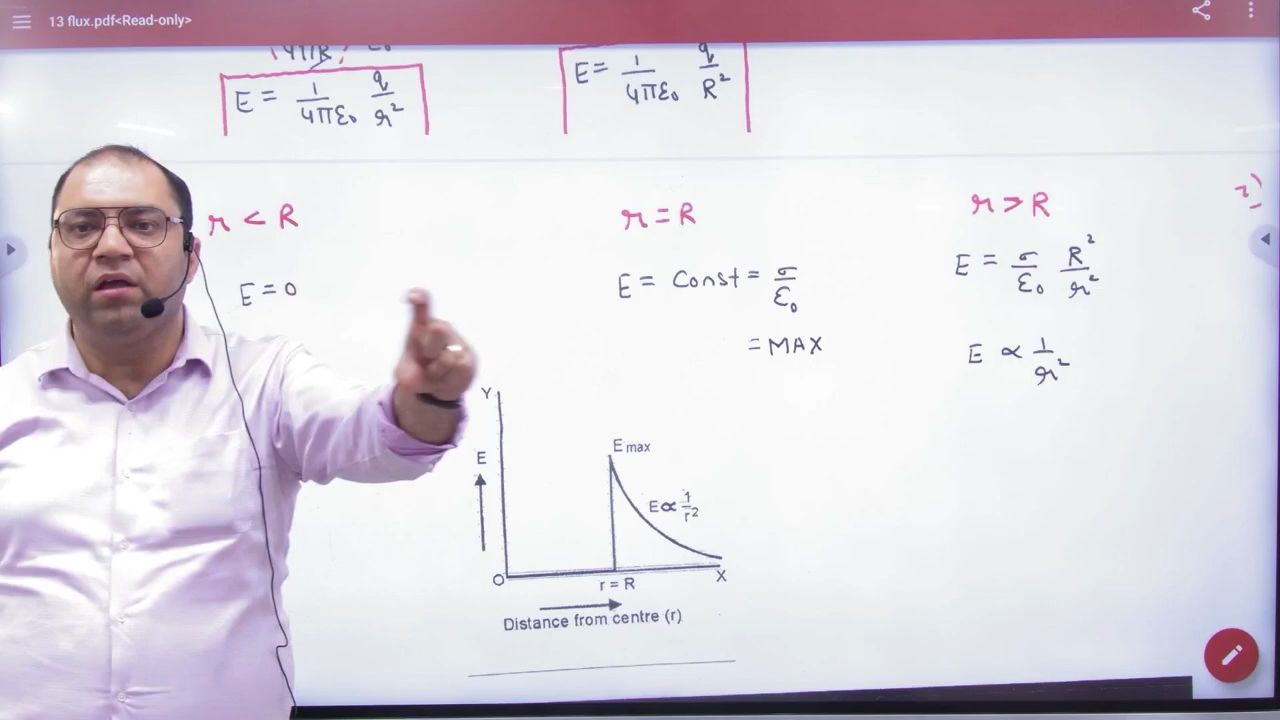 13 flux.pdf<Read-only>
E = 1/4πε₀ q/r²
E = 1/4πε₀ q/R²
r < R
r = R
r > R
2)
E = 0
E = Const = σ/ε₀
= MAX
E = σ/ε₀ R²/r²
E ∝ 1/r²
Y
E max
E
E∝ 1/r²
O
r = R
X
Distance from centre (r)